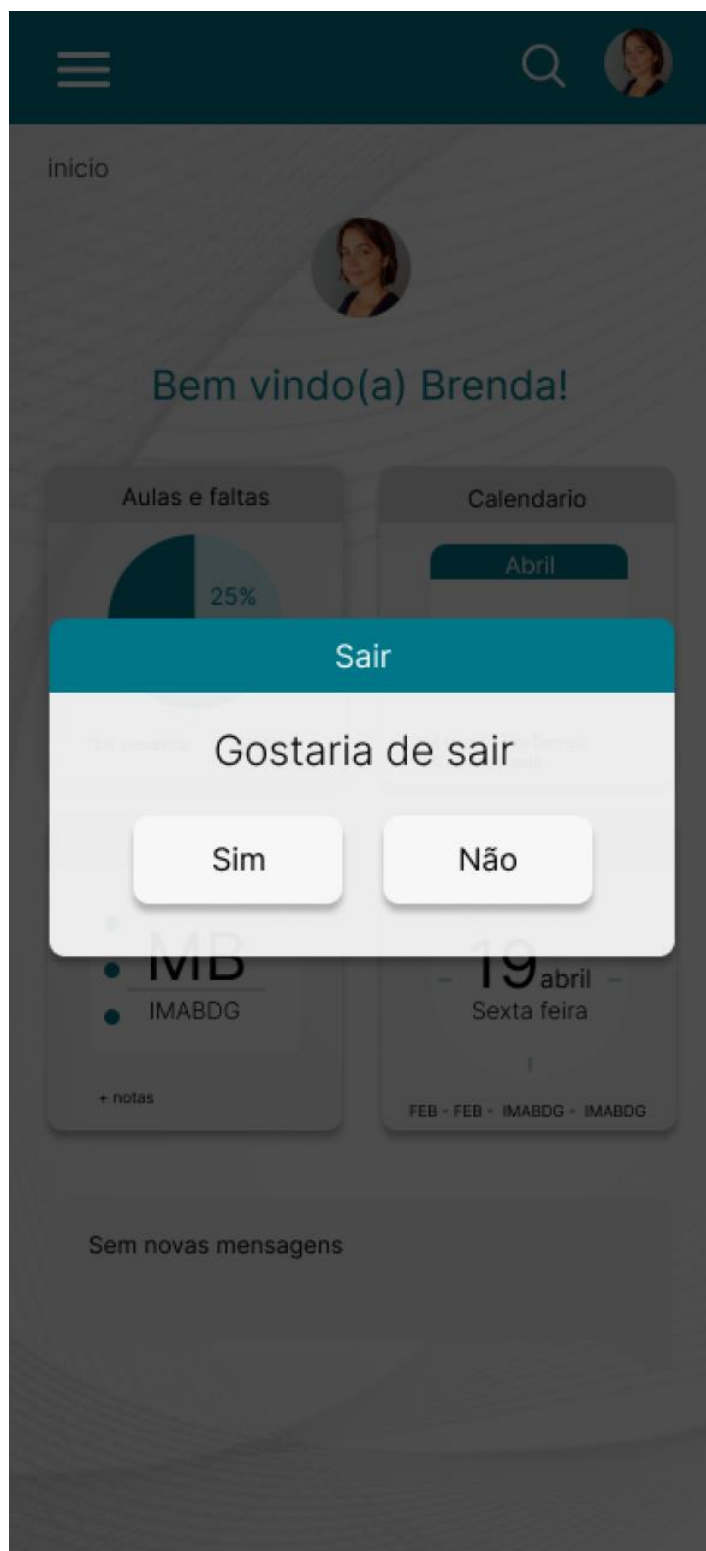 inicio
Bem vindo(a) Brenda!
Aulas e faltas
Calendario
25%
Abril
Sair
Gostaria de sair
Sim
Não
MB
IMABDG
+ notas
19 abril
Sexta feira
FEB - FEB - IMABDG - IMABDG
Sem novas mensagens